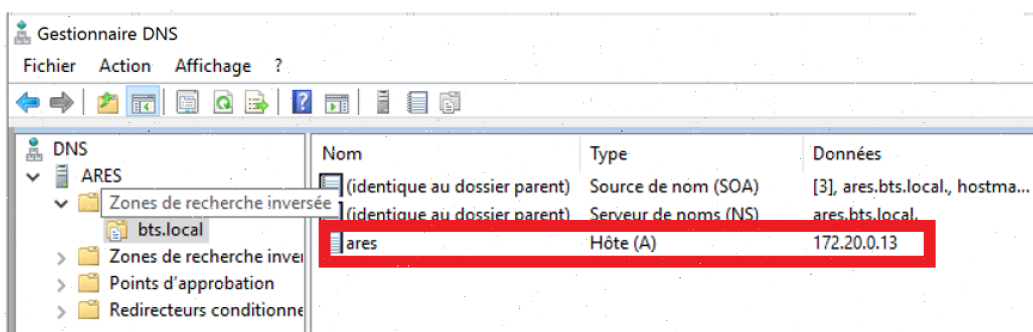 Gestionnaire DNS
Fichier Action Affichage ?
DNS
ARES
Zones de recherche inversée
bts.local
Zones de recherche inver
Points d'approbation
Redirecteurs conditionne
Nom Type Données
(identique au dossier parent) Source de nom (SOA) [3], ares.bts.local., hostma...
(identique au dossier parent) Serveur de noms (NS) ares.bts.local.
ares Hôte (A) 172.20.0.13